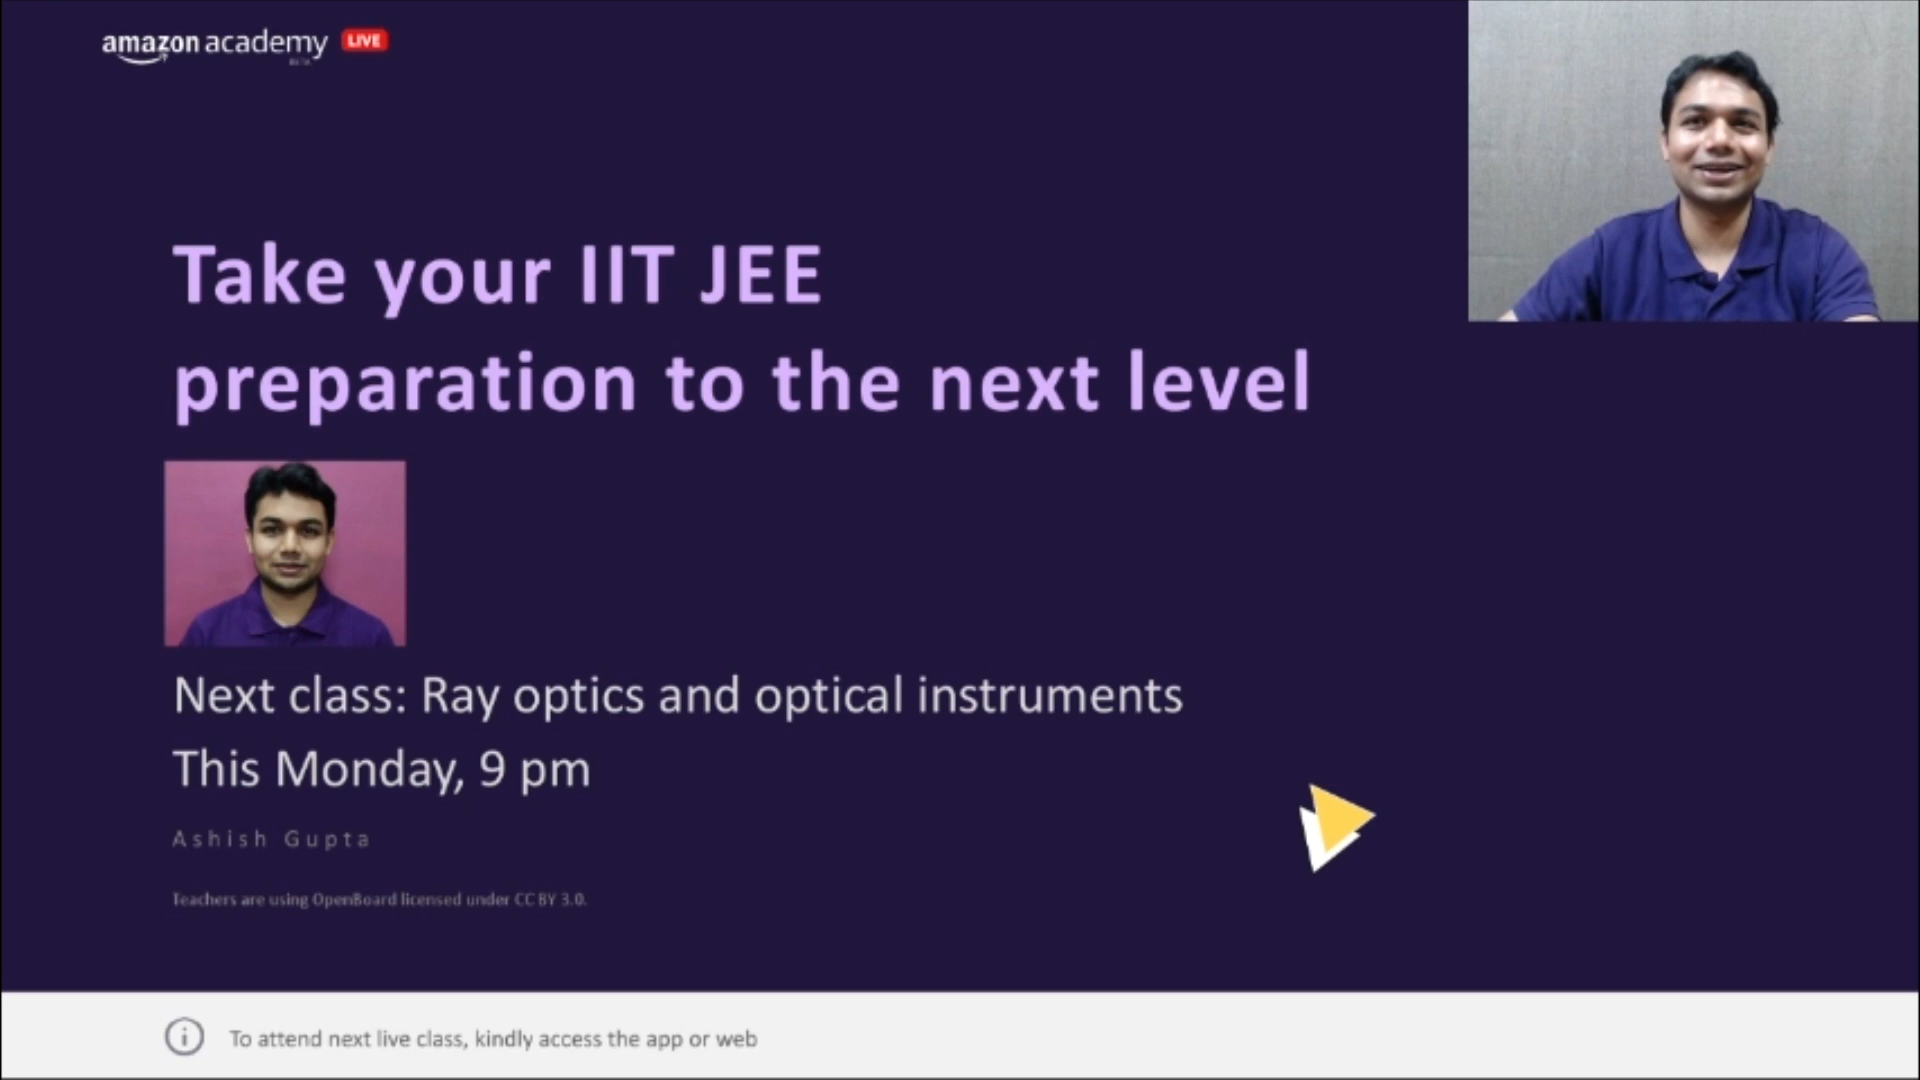 amazon academy LIVE
BETA
Take your IIT JEE
preparation to the next level
Next class: Ray optics and optical instruments
This Monday, 9 pm
Ashish Gupta
Teachers are using OpenBoard licensed under CC BY 3.0.
To attend next live class, kindly access the app or web